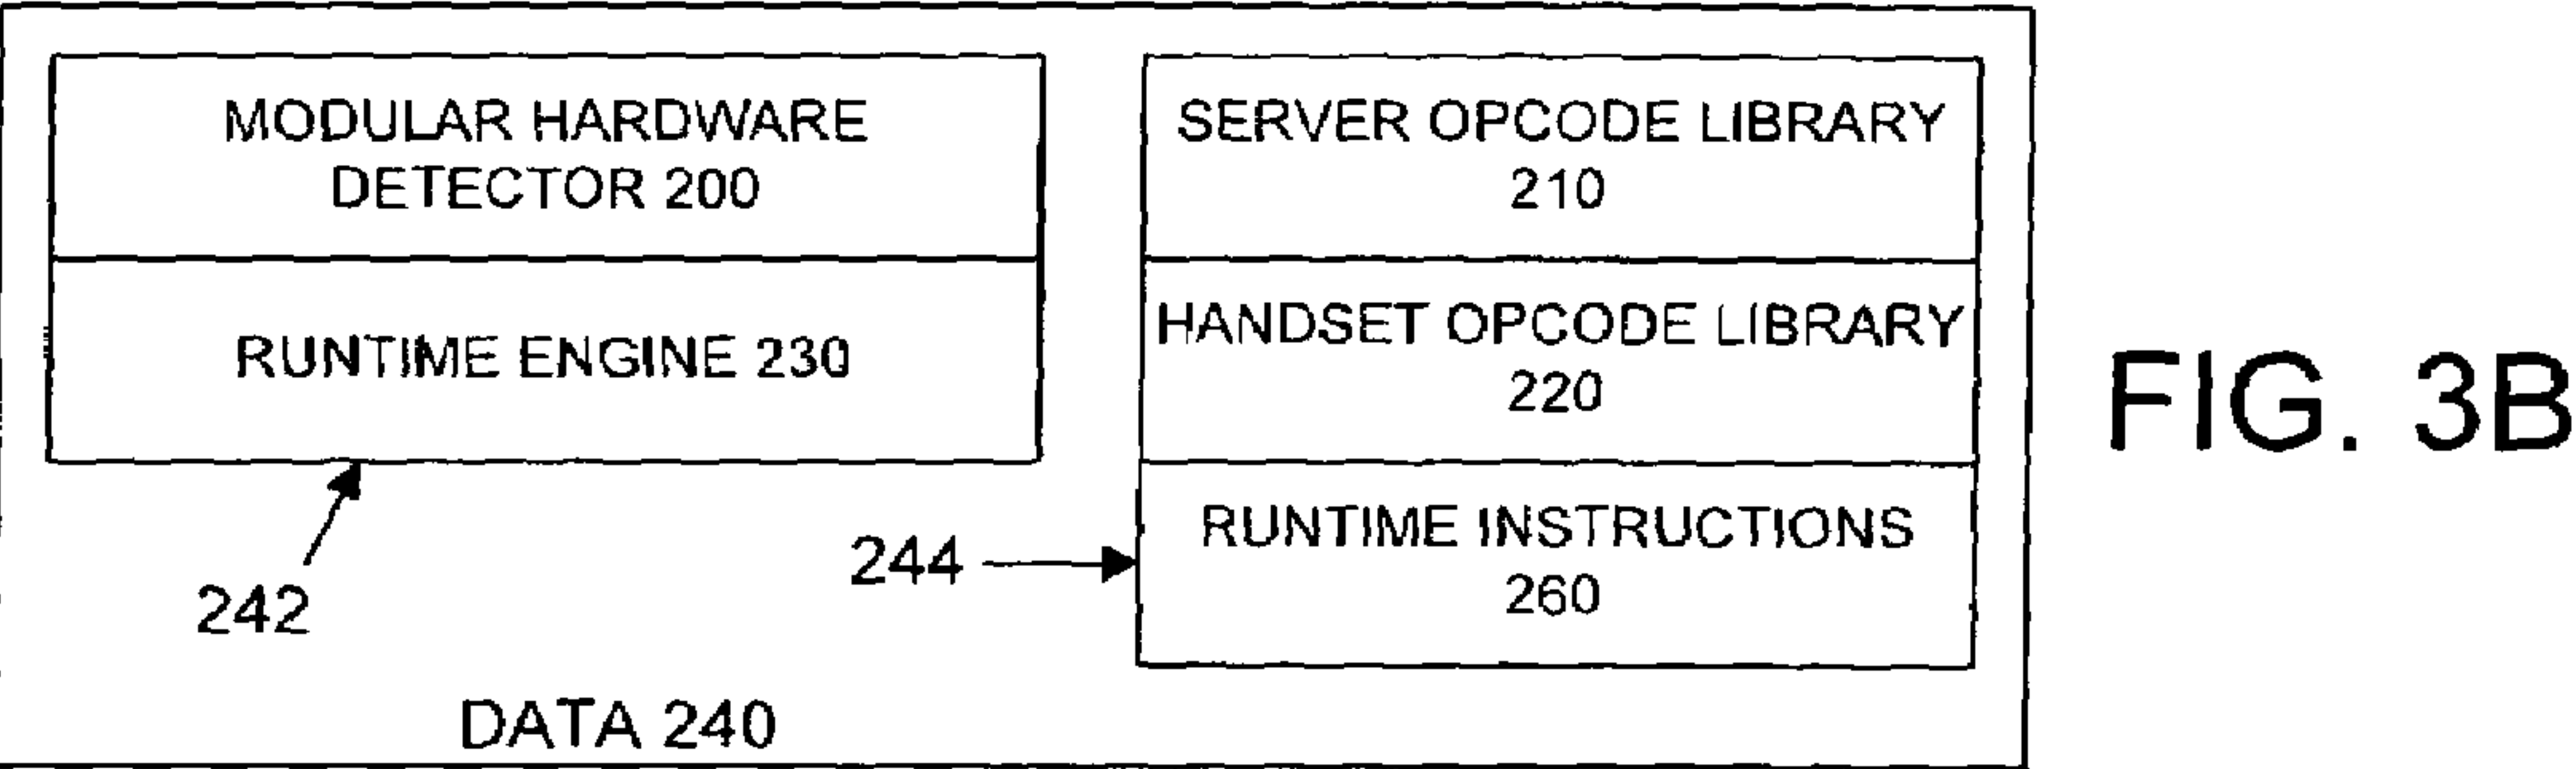 MODULAR HARDWARE
DETECTOR 200
RUNTIME ENGINE 230
242
SERVER OPCODE LIBRARY
210
HANDSET OPCODE LIBRARY
220
RUNTIME INSTRUCTIONS
260
244
DATA 240
FIG. 3B